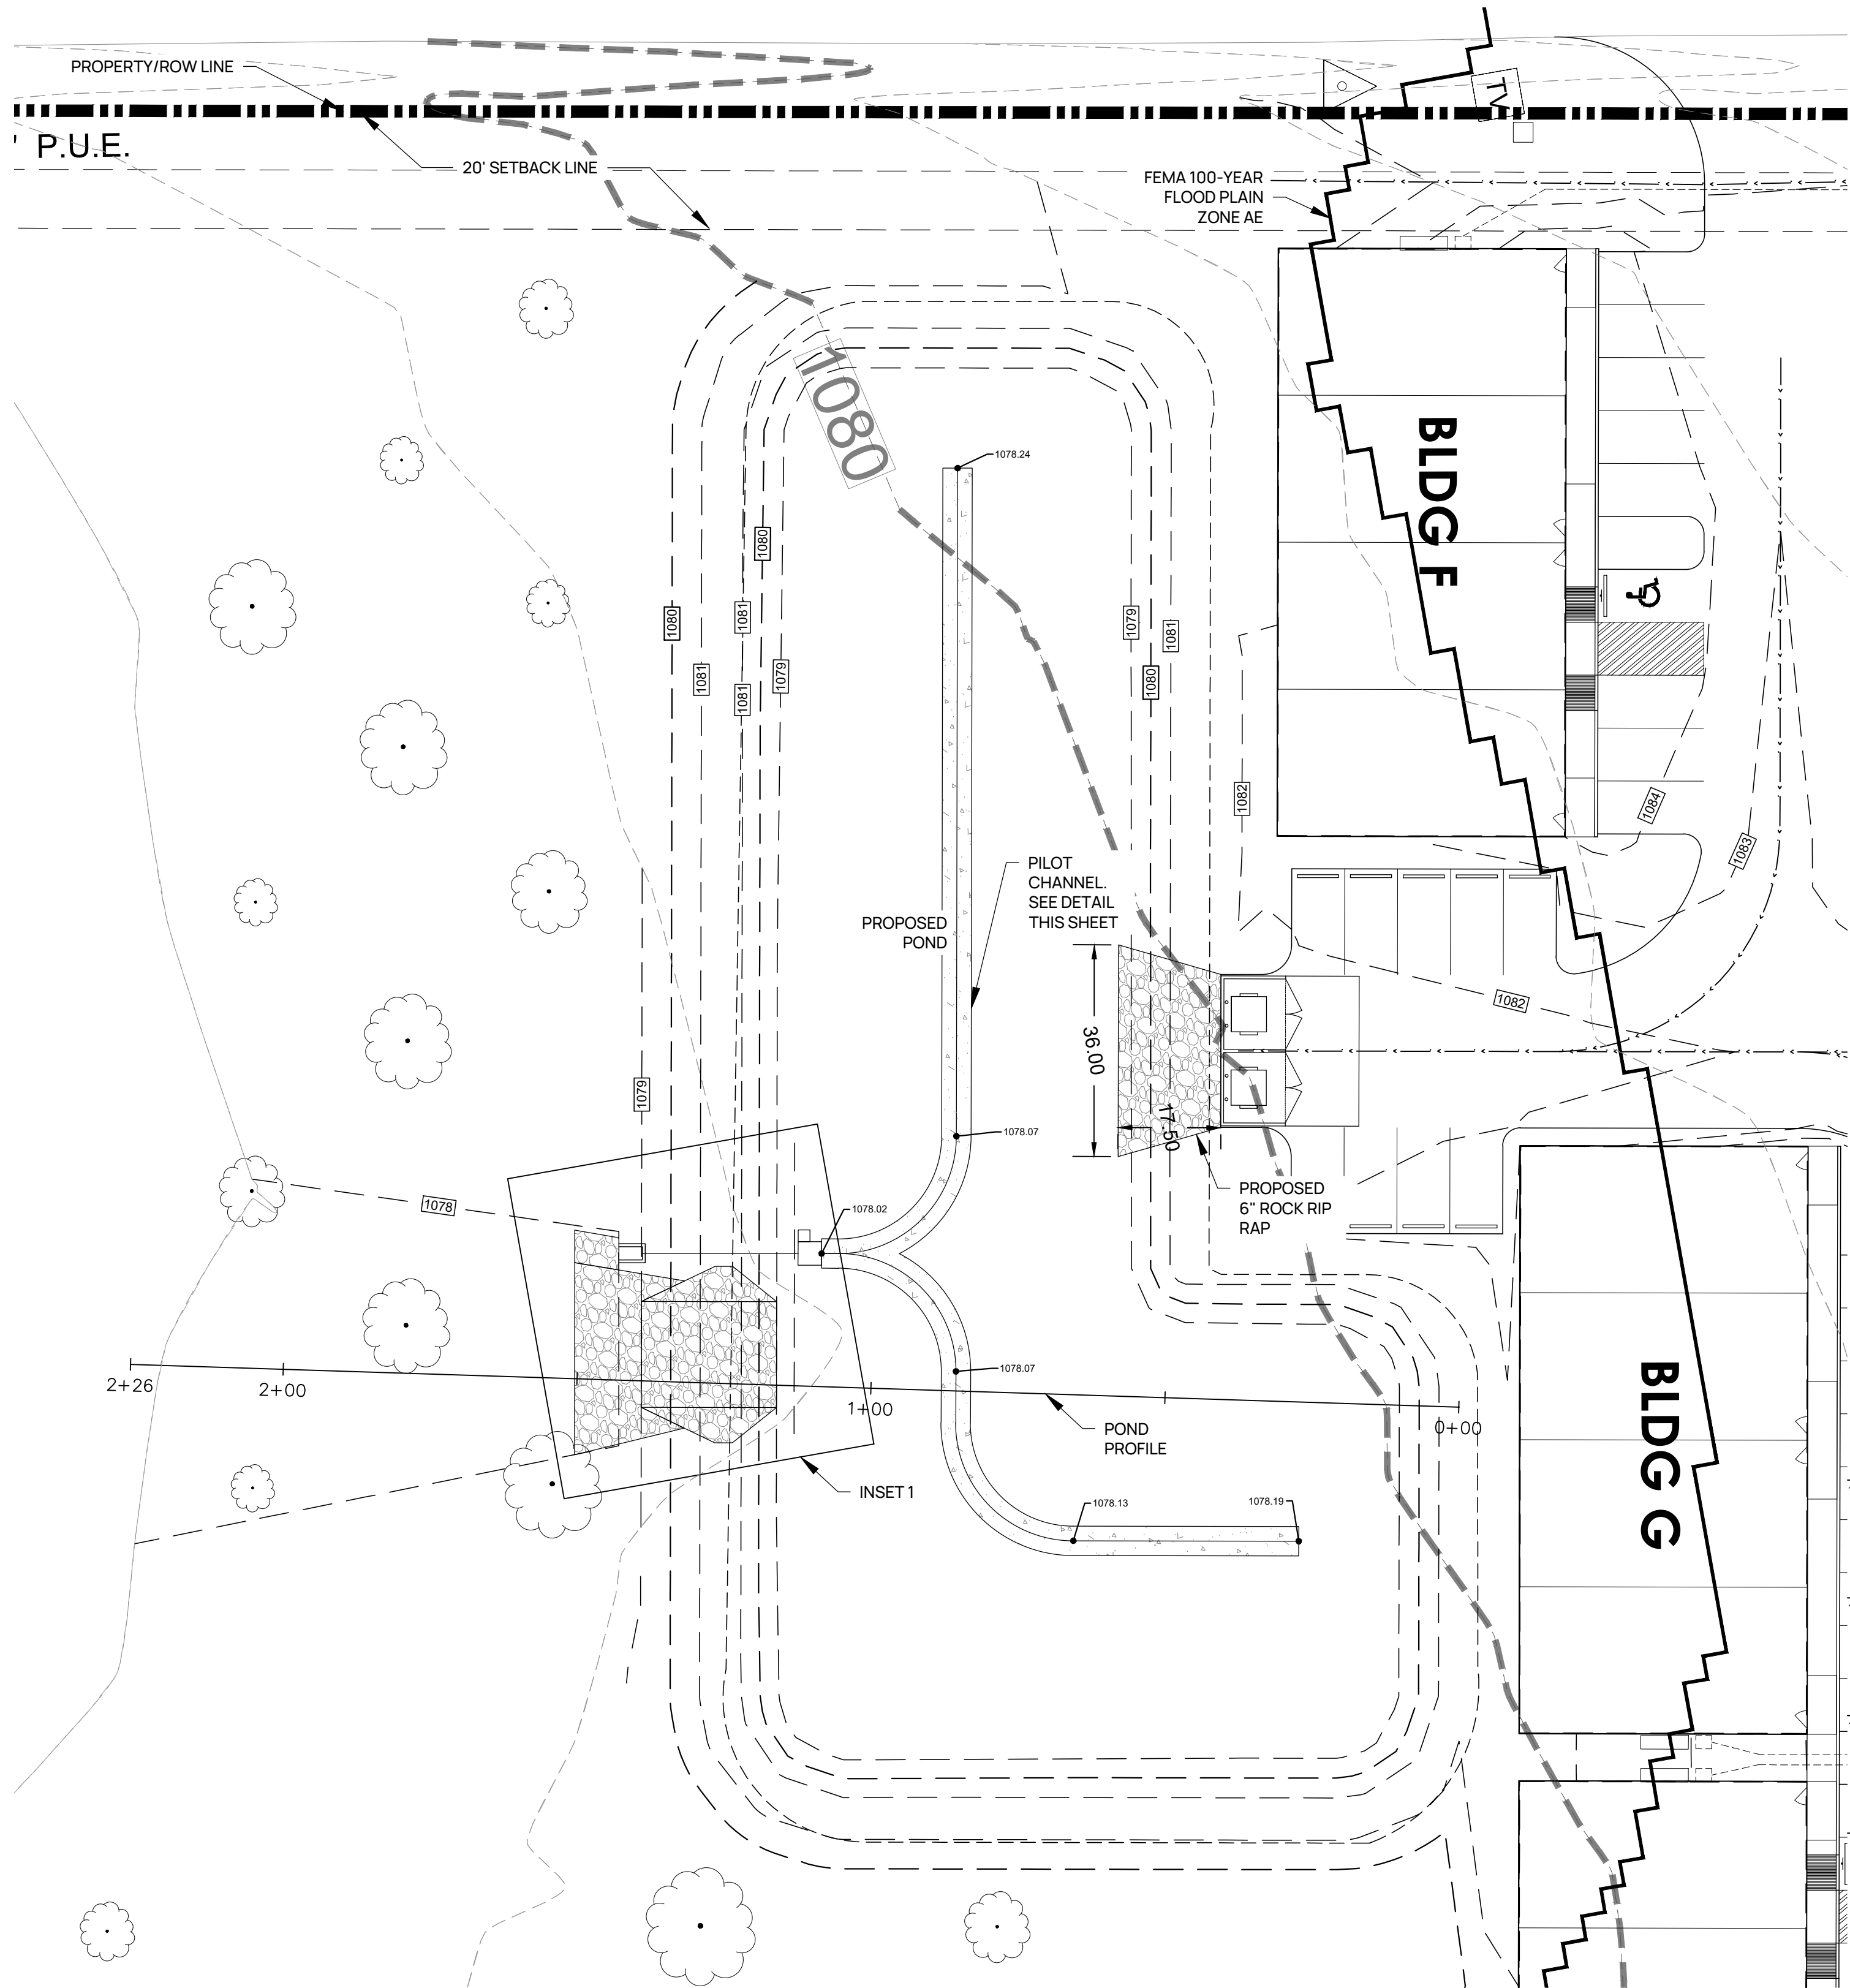 PROPERTY/ROW LINE
' P.U.E.
20' SETBACK LINE
TV
FEMA 100-YEAR
FLOOD PLAIN
ZONE AE
1080
1078.24
BLDG F
1080
1080
1081
1079
1081
1081
1081
1079
1080
1082
1084
1083
PILOT
CHANNEL.
SEE DETAIL
THIS SHEET
PROPOSED
POND
36.00
1082
1079
17.50
1078.07
PROPOSED
6" ROCK RIP
RAP
1078
1078.02
1078.07
2+26
2+00
1+00
0+00
POND
PROFILE
BLDG G
INSET 1
1078.13
1078.19